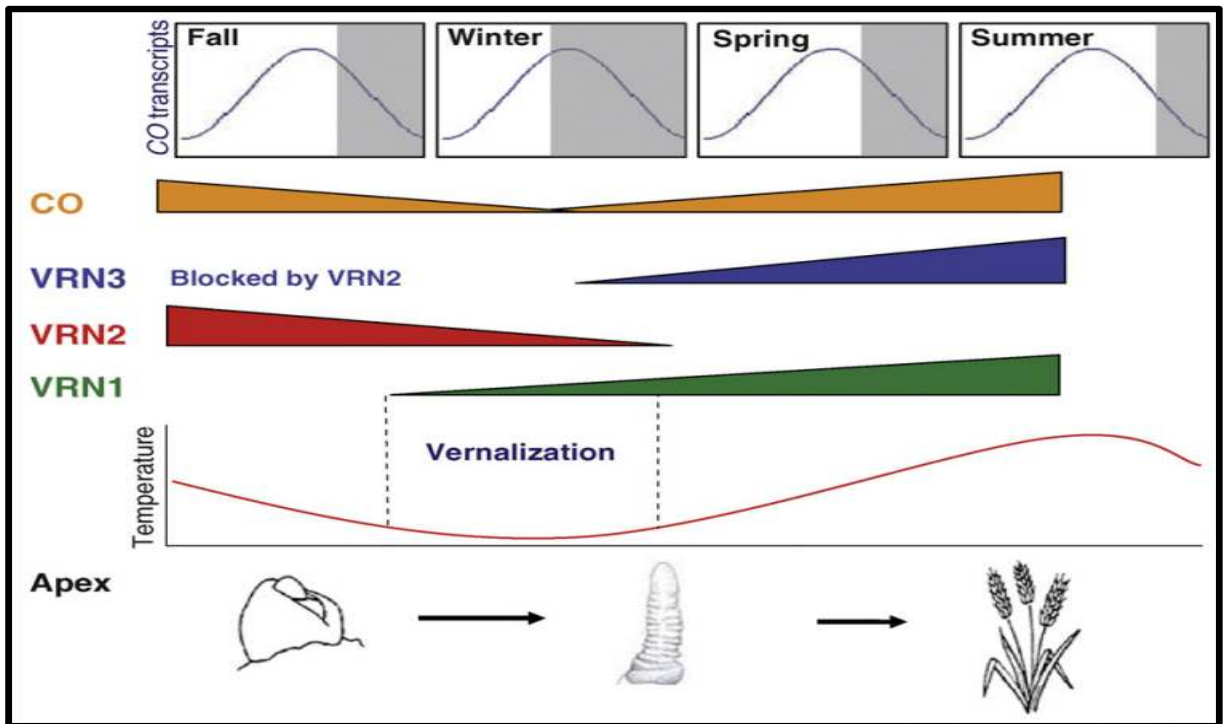 Fall
Winter
Spring
Summer
CO transcripts
CO
VRN3 Blocked by VRN2
VRN2
VRN1
Vernalization
Temperature
Apex